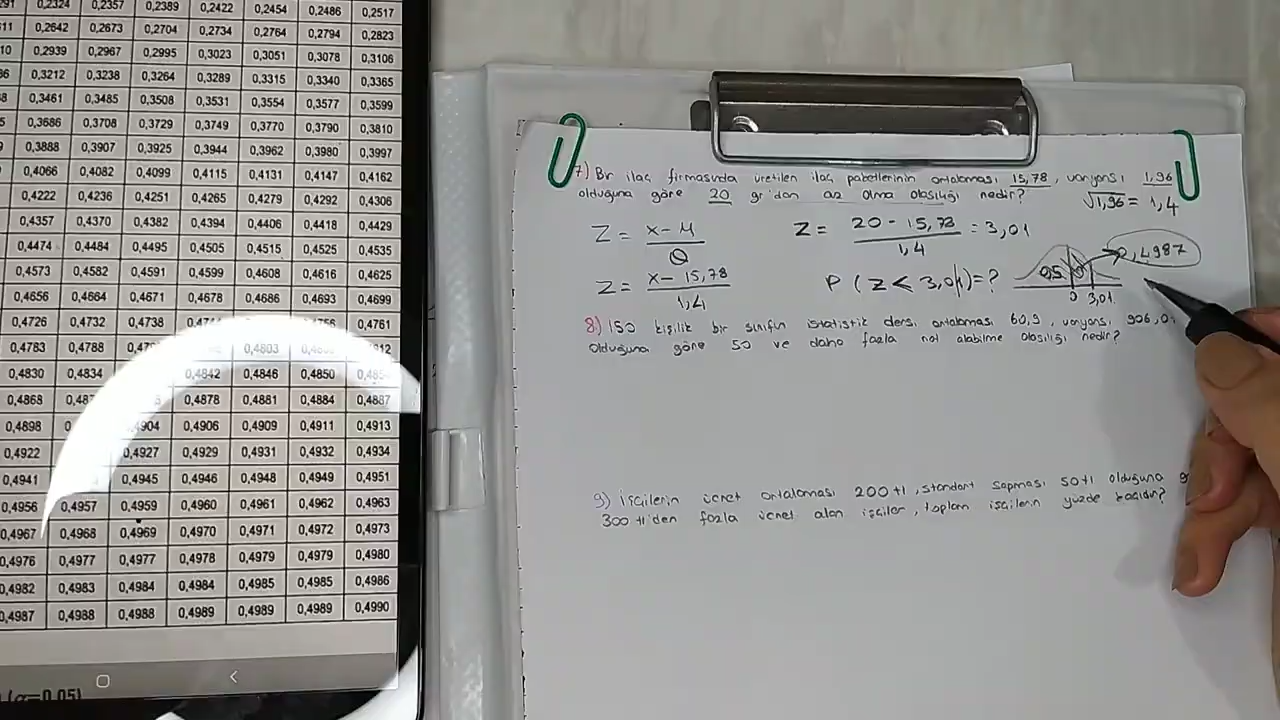 0,2324 0,2357 0,2389 0,2422 0,2454 0,2486 0,2517
0,2642 0,2673 0,2704 0,2734 0,2764 0,2794 0,2823
0,2939 0,2967 0,2995 0,3023 0,3051 0,3078 0,3106
0,3212 0,3238 0,3264 0,3289 0,3315 0,3340 0,3365
0,3461 0,3485 0,3508 0,3531 0,3554 0,3577 0,3599
0,3686 0,3708 0,3729 0,3749 0,3770 0,3790 0,3810
0,3888 0,3907 0,3925 0,3944 0,3962 0,3980 0,3997
0,4066 0,4082 0,4099 0,4115 0,4131 0,4147 0,4162
0,4222 0,4236 0,4251 0,4265 0,4279 0,4292 0,4306
0,4357 0,4370 0,4382 0,4394 0,4406 0,4418 0,4429
0,4474 0,4484 0,4495 0,4505 0,4515 0,4525 0,4535
0,4573 0,4582 0,4591 0,4599 0,4608 0,4616 0,4625
0,4656 0,4664 0,4671 0,4678 0,4686 0,4693 0,4699
0,4726 0,4732 0,4738 0,4761
0,4783 0,4788 0,4803
0,4830 0,4834 0,4842 0,4846 0,4850
0,4868 0,4878 0,4881 0,4884 0,4887
0,4898 0,4904 0,4906 0,4909 0,4911 0,4913
0,4922 0,4927 0,4929 0,4931 0,4932 0,4934
0,4941 0,4945 0,4946 0,4948 0,4949 0,4951
0,4956 0,4957 0,4959 0,4960 0,4961 0,4962 0,4963
0,4967 0,4968 0,4969 0,4970 0,4971 0,4972 0,4973
0,4976 0,4977 0,4977 0,4978 0,4979 0,4979 0,4980
0,4982 0,4983 0,4984 0,4984 0,4985 0,4985 0,4986
0,4987 0,4988 0,4988 0,4989 0,4989 0,4989 0,4990
(α=0,05)
7) Bir ilaç firmasında üretilen ilaç paketlerinin ortalaması 15,78, varyansı 1,96
olduğuna göre 20 gr'dan az olma olasılığı nedir?
√1,96 = 1,4
Z = x - μ / σ
Z = 20 - 15,78 / 1,4 = 3,01
Z = x - 15,78 / 1,4
P (Z < 3,01) = ?
0,5 0,4987
0 3,01
8.) 150 kişilik bir sınıfın istatistik dersi ortalaması 60,9, varyansı 906,0
olduğuna göre 50 ve daha fazla not alabilme olasılığı nedir?
9) İşçilerin ücret ortalaması 200 tl, standart sapması 50 tl olduğuna
300 tl'den fazla ücret alan işçiler, toplam işçilerin yüzde kaçıdır?